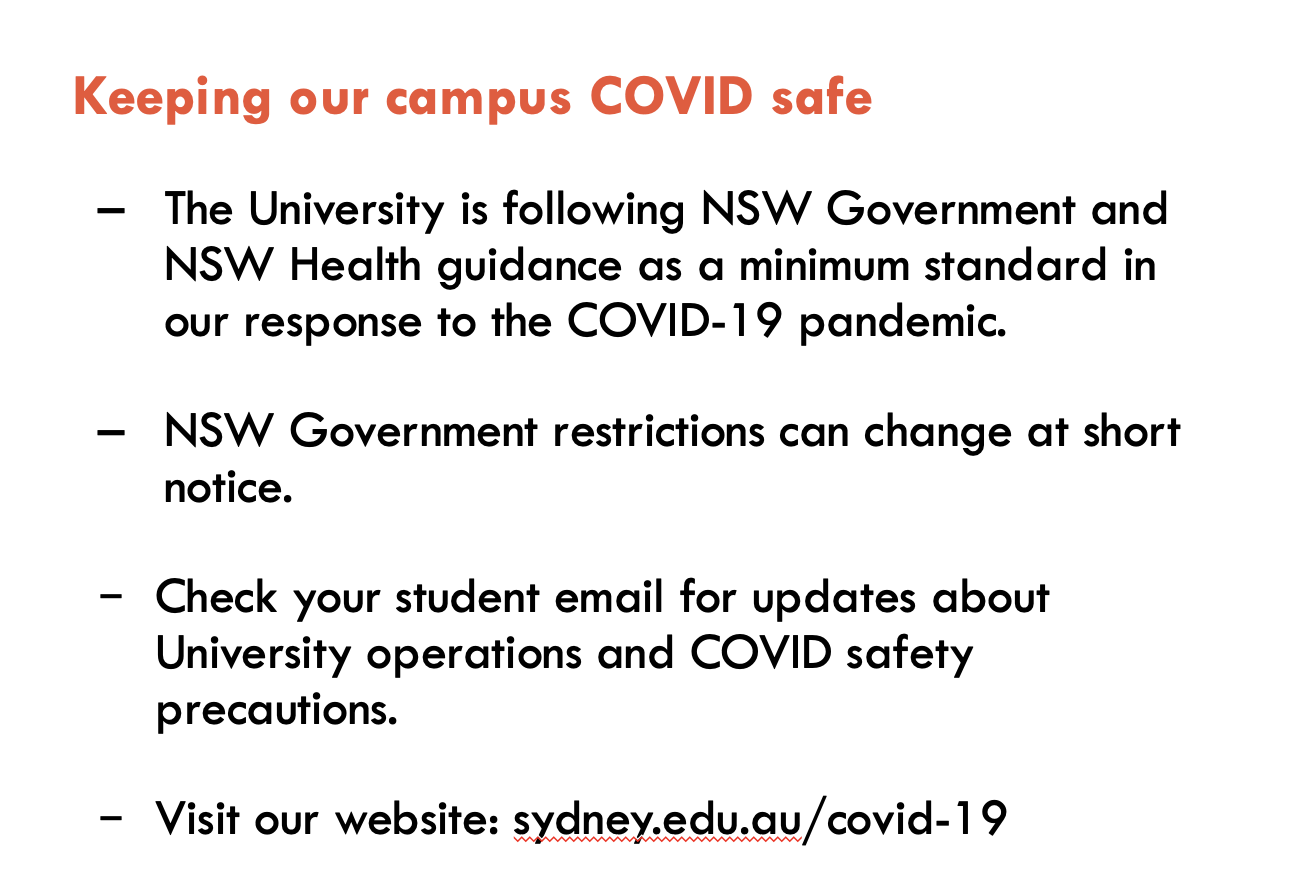 Keeping our campus COVID safe
– The University is following NSW Government and
NSW Health guidance as a minimum standard in
our response to the COVID-19 pandemic.
– NSW Government restrictions can change at short
notice.
– Check your student email for updates about
University operations and COVID safety
precautions.
– Visit our website: sydney.edu.au/covid-19